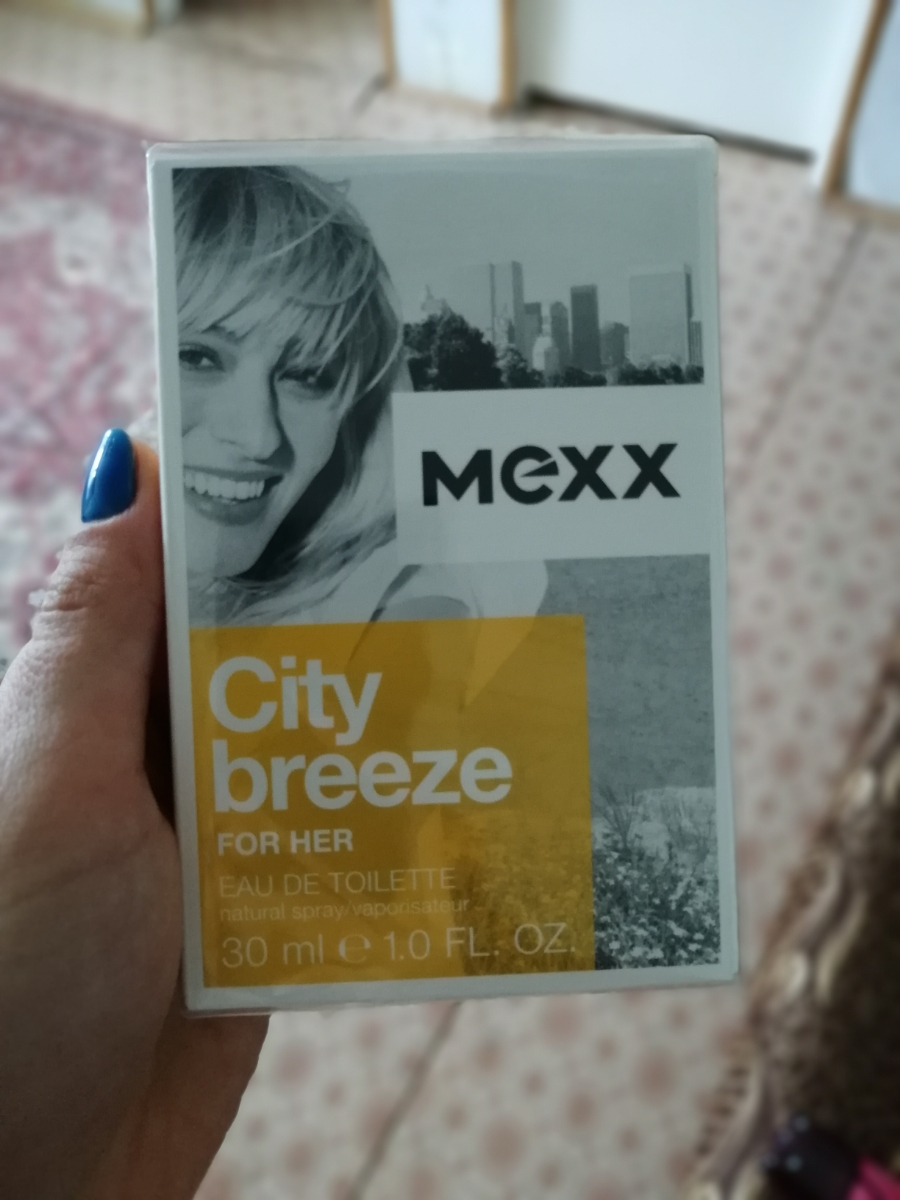 Mexx
City
breeze
FOR HER
EAU DE TOILETTE
natural spray/vaporisateur
30 ml ℮ 1.0 FL. OZ.